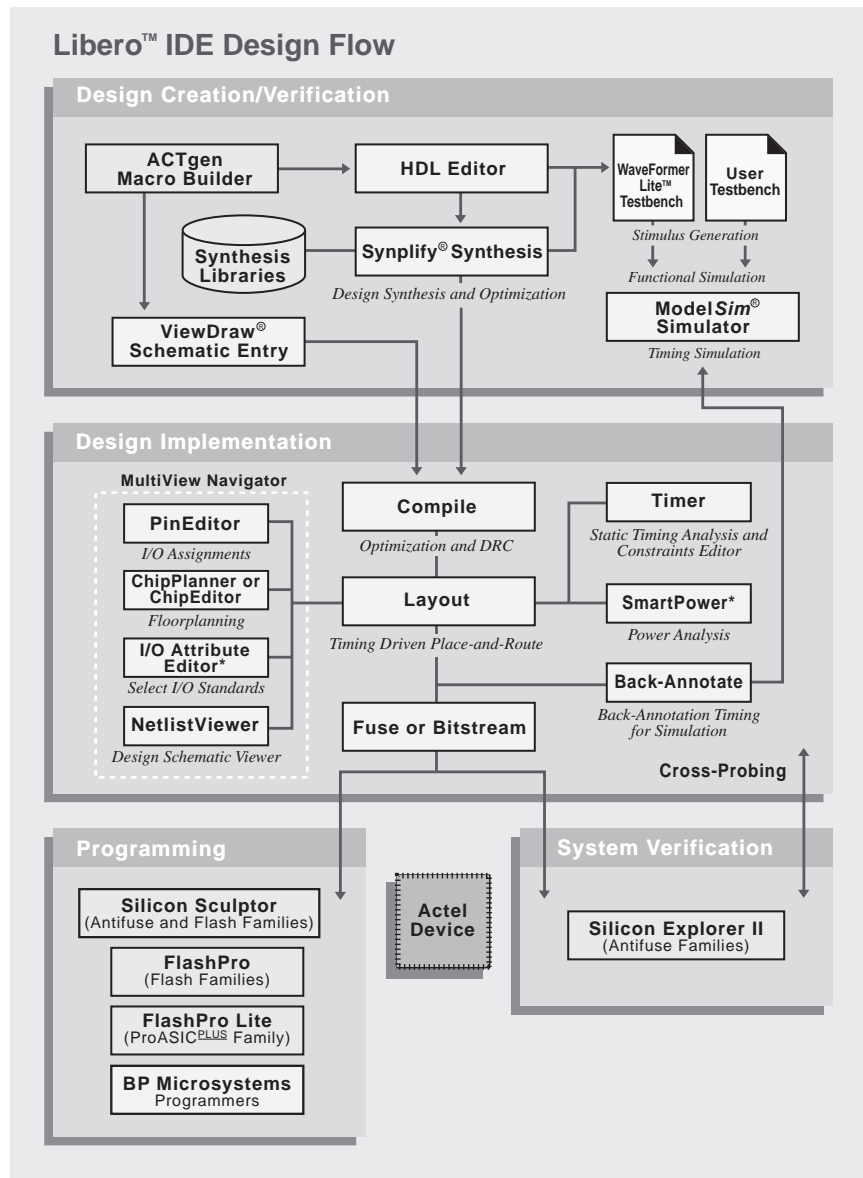 Libero™ IDE Design Flow
Design Creation/Verification
ACTgen
Macro Builder
HDL Editor
WaveFormer
Lite™
Testbench
User
Testbench
Stimulus Generation
Synthesis
Libraries
Synplify® Synthesis
Design Synthesis and Optimization
Functional Simulation
ModelSim®
Simulator
Timing Simulation
ViewDraw®
Schematic Entry
Design Implementation
MultiView Navigator
PinEditor
I/O Assignments
ChipPlanner or
ChipEditor
Floorplanning
I/O Attribute
Editor*
Select I/O Standards
NetlistViewer
Design Schematic Viewer
Compile
Optimization and DRC
Layout
Timing Driven Place-and-Route
Fuse or Bitstream
Timer
Static Timing Analysis and
Constraints Editor
SmartPower*
Power Analysis
Back-Annotate
Back-Annotation Timing
for Simulation
Cross-Probing
Programming
Silicon Sculptor
(Antifuse and Flash Families)
FlashPro
(Flash Families)
FlashPro Lite
(ProASICPLUS Family)
BP Microsystems
Programmers
Actel
Device
System Verification
Silicon Explorer II
(Antifuse Families)